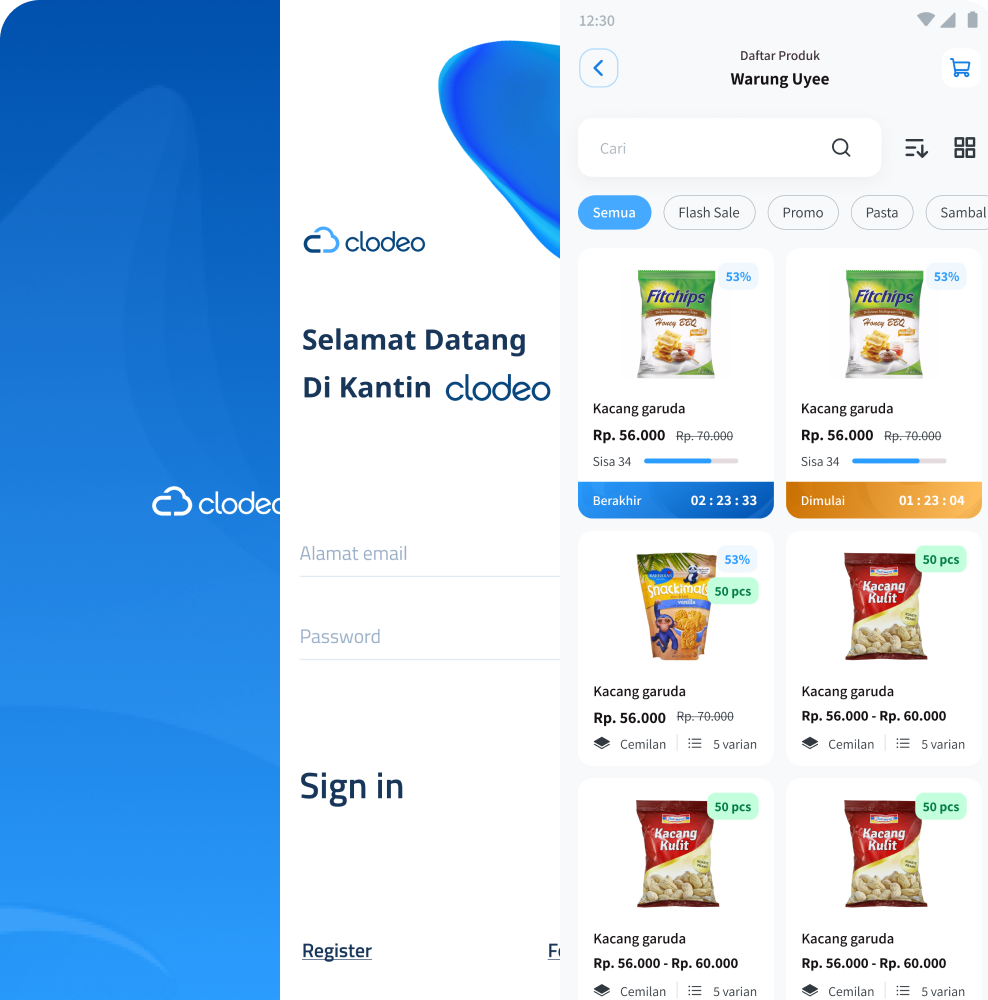 clodeo
clodeo
Selamat Datang
Di Kantin clodeo
Alamat email
Password
Sign in
Register
12:30
Daftar Produk
Warung Uyee
Cari
Semua
Flash Sale
Promo
Pasta
Sambal
53%
Fitchips
Honey BBQ
Kacang garuda
Rp. 56.000 Rp. 70.000
Sisa 34
Berakhir 02 : 23 : 33
53%
Fitchips
Honey BBQ
Kacang garuda
Rp. 56.000 Rp. 70.000
Sisa 34
Dimulai 01 : 23 : 04
53%
50 pcs
Snackimals
vanilla
Kacang garuda
Rp. 56.000 Rp. 70.000
Cemilan 5 varian
50 pcs
Kacang
Kulit
Kacang garuda
Rp. 56.000 - Rp. 60.000
Cemilan 5 varian
50 pcs
Kacang
Kulit
Kacang garuda
Rp. 56.000 - Rp. 60.000
Cemilan 5 varian
50 pcs
Kacang
Kulit
Kacang garuda
Rp. 56.000 - Rp. 60.000
Cemilan 5 varian